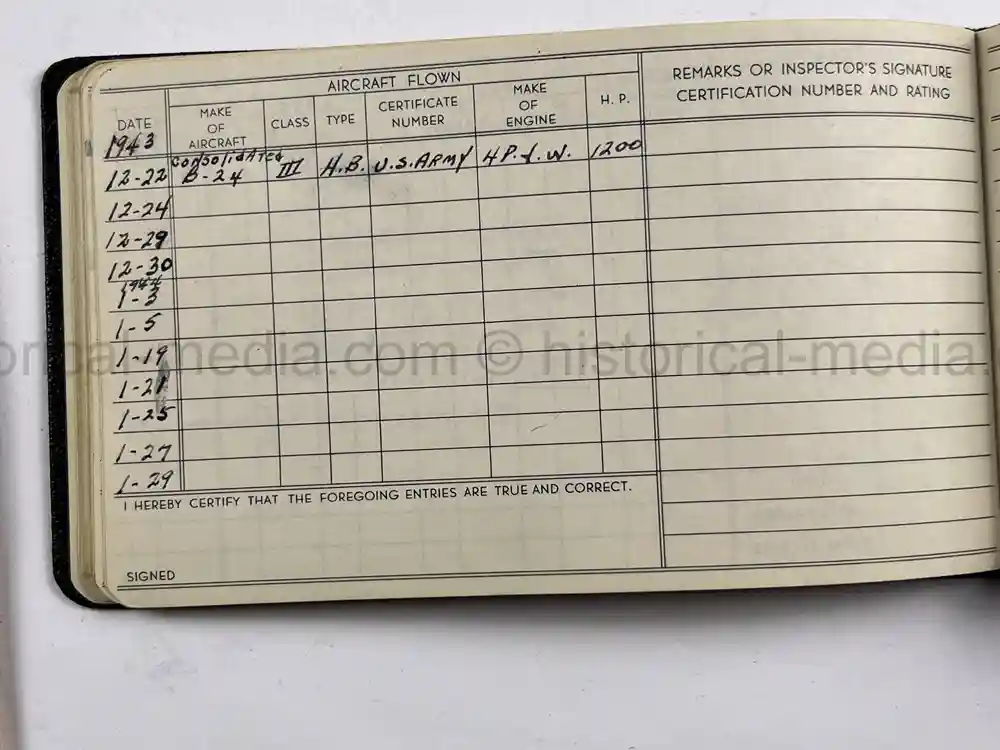 AIRCRAFT FLOWN
REMARKS OR INSPECTOR'S SIGNATURE
CERTIFICATION NUMBER AND RATING
DATE
1943
MAKE
OF
AIRCRAFT
CLASS
TYPE
CERTIFICATE
NUMBER
MAKE
OF
ENGINE
H. P.
12-22 Consolidated B-24 III H.B. U.S. ARMY 4 P. & W. 1200
12-24
12-29
12-30
1944
1-3
1-5
1-19
1-21
1-25
1-27
1-29
I HEREBY CERTIFY THAT THE FOREGOING ENTRIES ARE TRUE AND CORRECT.
SIGNED
orical-media.com © historical-media.